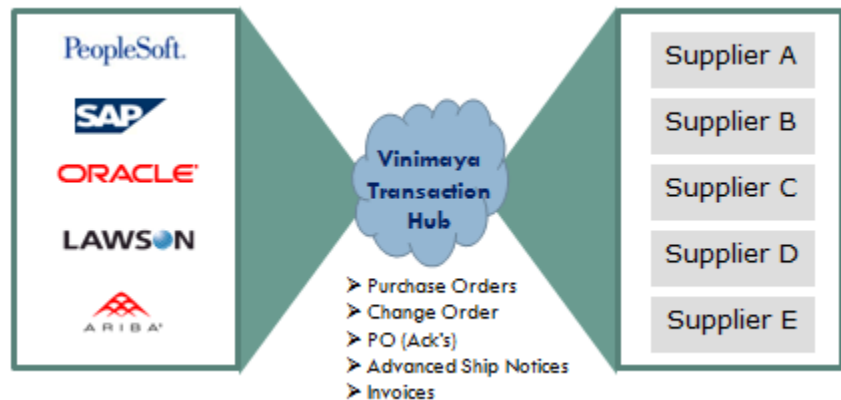 PeopleSoft.
SAP
ORACLE®
LAWSON
ARIBA®
Vinimaya
Transaction
Hub
➤ Purchase Orders
➤ Change Order
➤ PO (Ack's)
➤ Advanced Ship Notices
➤ Invoices
Supplier A
Supplier B
Supplier C
Supplier D
Supplier E